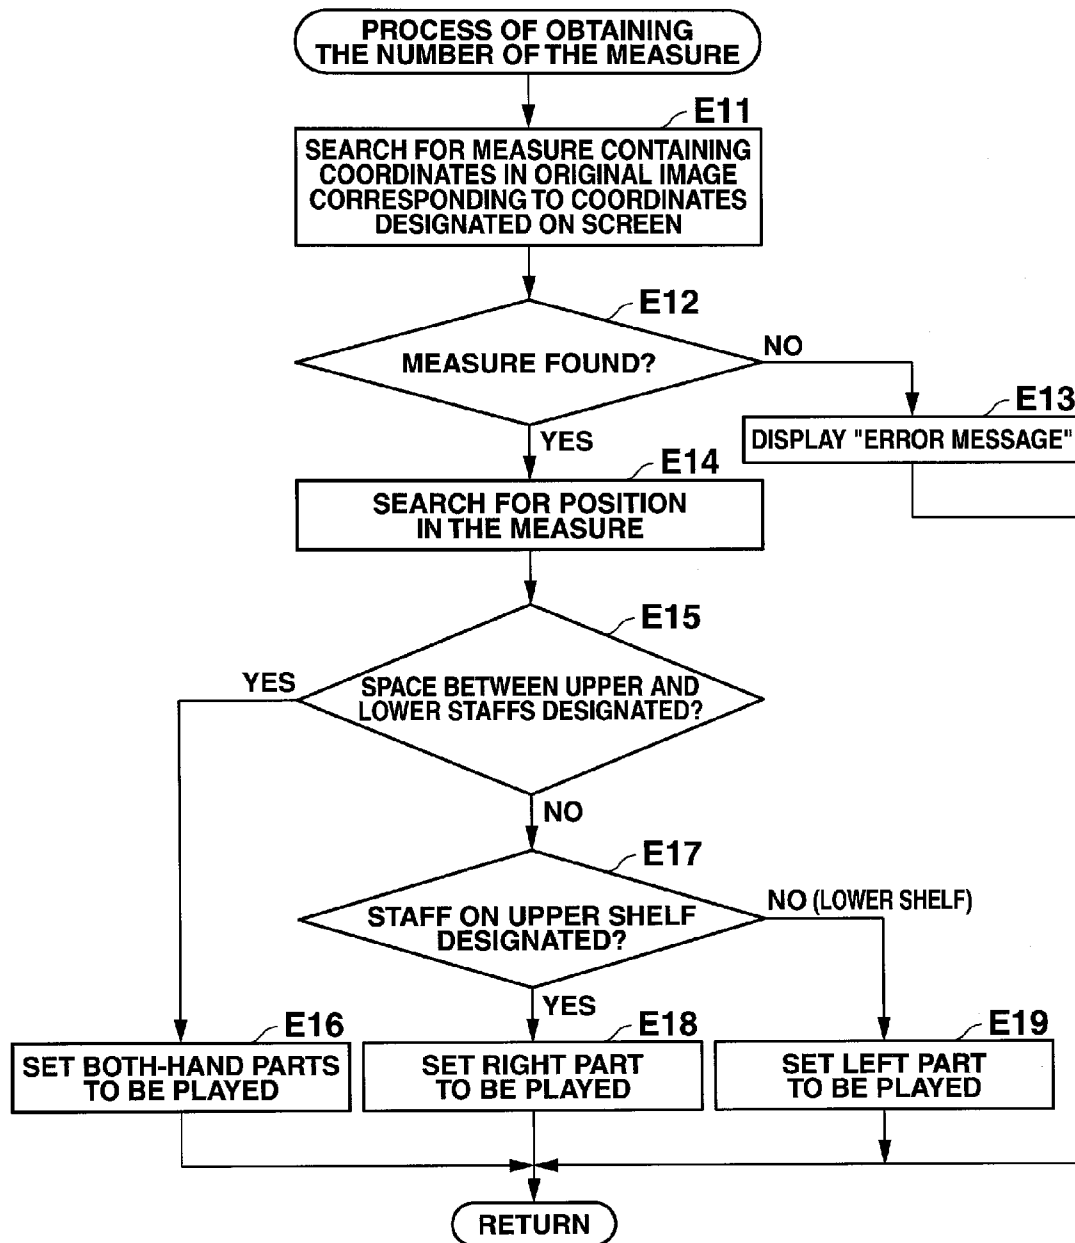 PROCESS OF OBTAINING
THE NUMBER OF THE MEASURE
E11
SEARCH FOR MEASURE CONTAINING
COORDINATES IN ORIGINAL IMAGE
CORRESPONDING TO COORDINATES
DESIGNATED ON SCREEN
E12
MEASURE FOUND?
NO
E13
DISPLAY "ERROR MESSAGE"
YES
E14
SEARCH FOR POSITION
IN THE MEASURE
E15
YES
SPACE BETWEEN UPPER AND
LOWER STAFFS DESIGNATED?
NO
E17
NO (LOWER SHELF)
STAFF ON UPPER SHELF
DESIGNATED?
YES
E16
SET BOTH-HAND PARTS
TO BE PLAYED
E18
SET RIGHT PART
TO BE PLAYED
E19
SET LEFT PART
TO BE PLAYED
RETURN